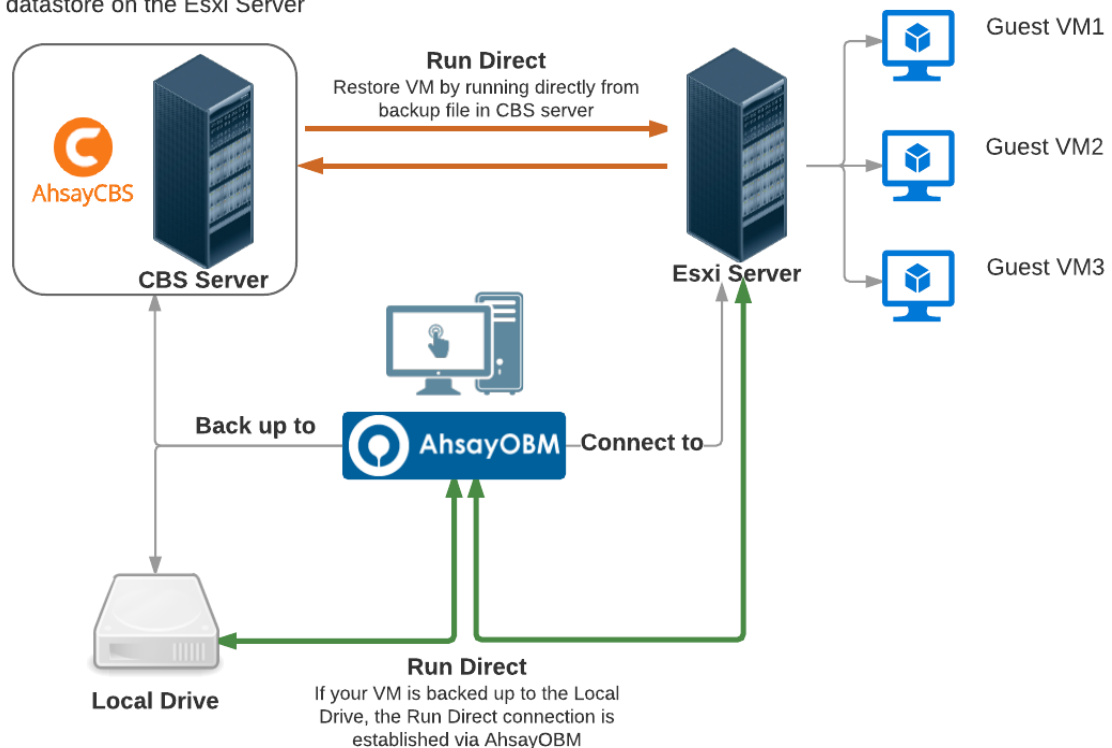 datastore on the Esxi Server
Run Direct
Restore VM by running directly from
backup file in CBS server
Guest VM1
Guest VM2
Guest VM3
AhsayCBS
CBS Server
Esxi Server
Back up to
AhsayOBM
Connect to
Local Drive
Run Direct
If your VM is backed up to the Local
Drive, the Run Direct connection is
established via AhsayOBM